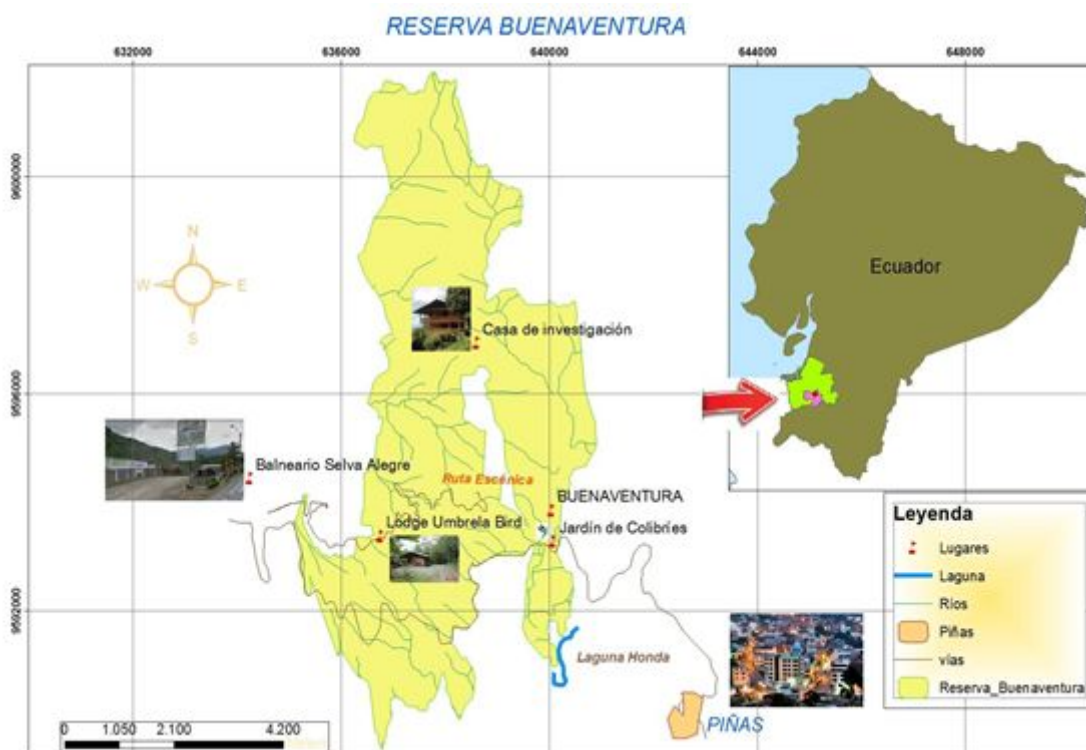 RESERVA BUENAVENTURA
632000
636000
640000
644000
648000
9600000
9596000
9592000
N
W
E
S
Ecuador
Casa de investigación
Balneario Selva Alegre
Ruta Escénica
BUENAVENTURA
Lodge Umbrela Bird
Jardín de Colibríes
Laguna Honda
PIÑAS
Leyenda
Lugares
Laguna
Ríos
Piñas
vías
Reserva_Buenaventura
0
1.050
2.100
4.200